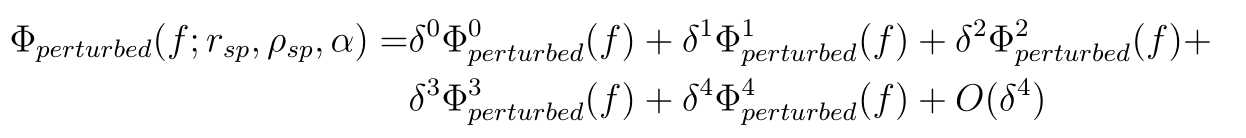 Φ_{perturbed}(f; r_{sp}, ρ_{sp}, α) = δ^0Φ^0_{perturbed}(f) + δ^1Φ^1_{perturbed}(f) + δ^2Φ^2_{perturbed}(f)+
δ^3Φ^3_{perturbed}(f) + δ^4Φ^4_{perturbed}(f) + O(δ^4)